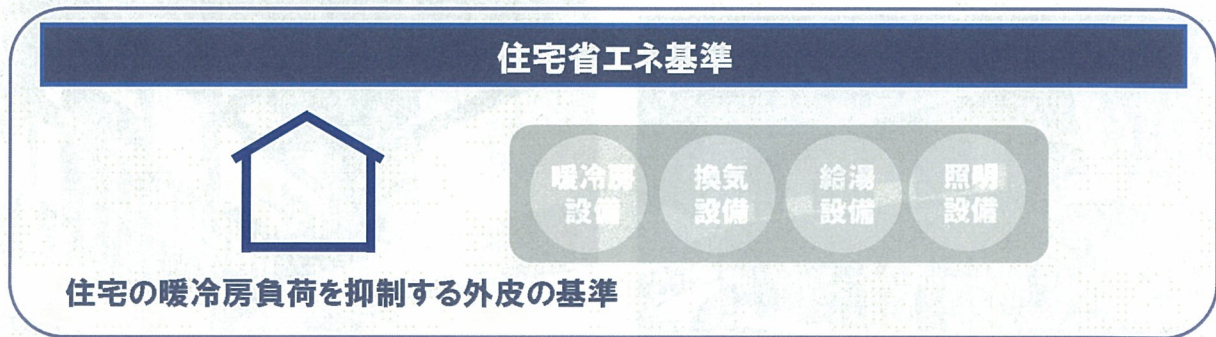 住宅省エネ基準
暖冷房
設備
換気
設備
給湯
設備
照明
設備
住宅の暖冷房負荷を抑制する外皮の基準